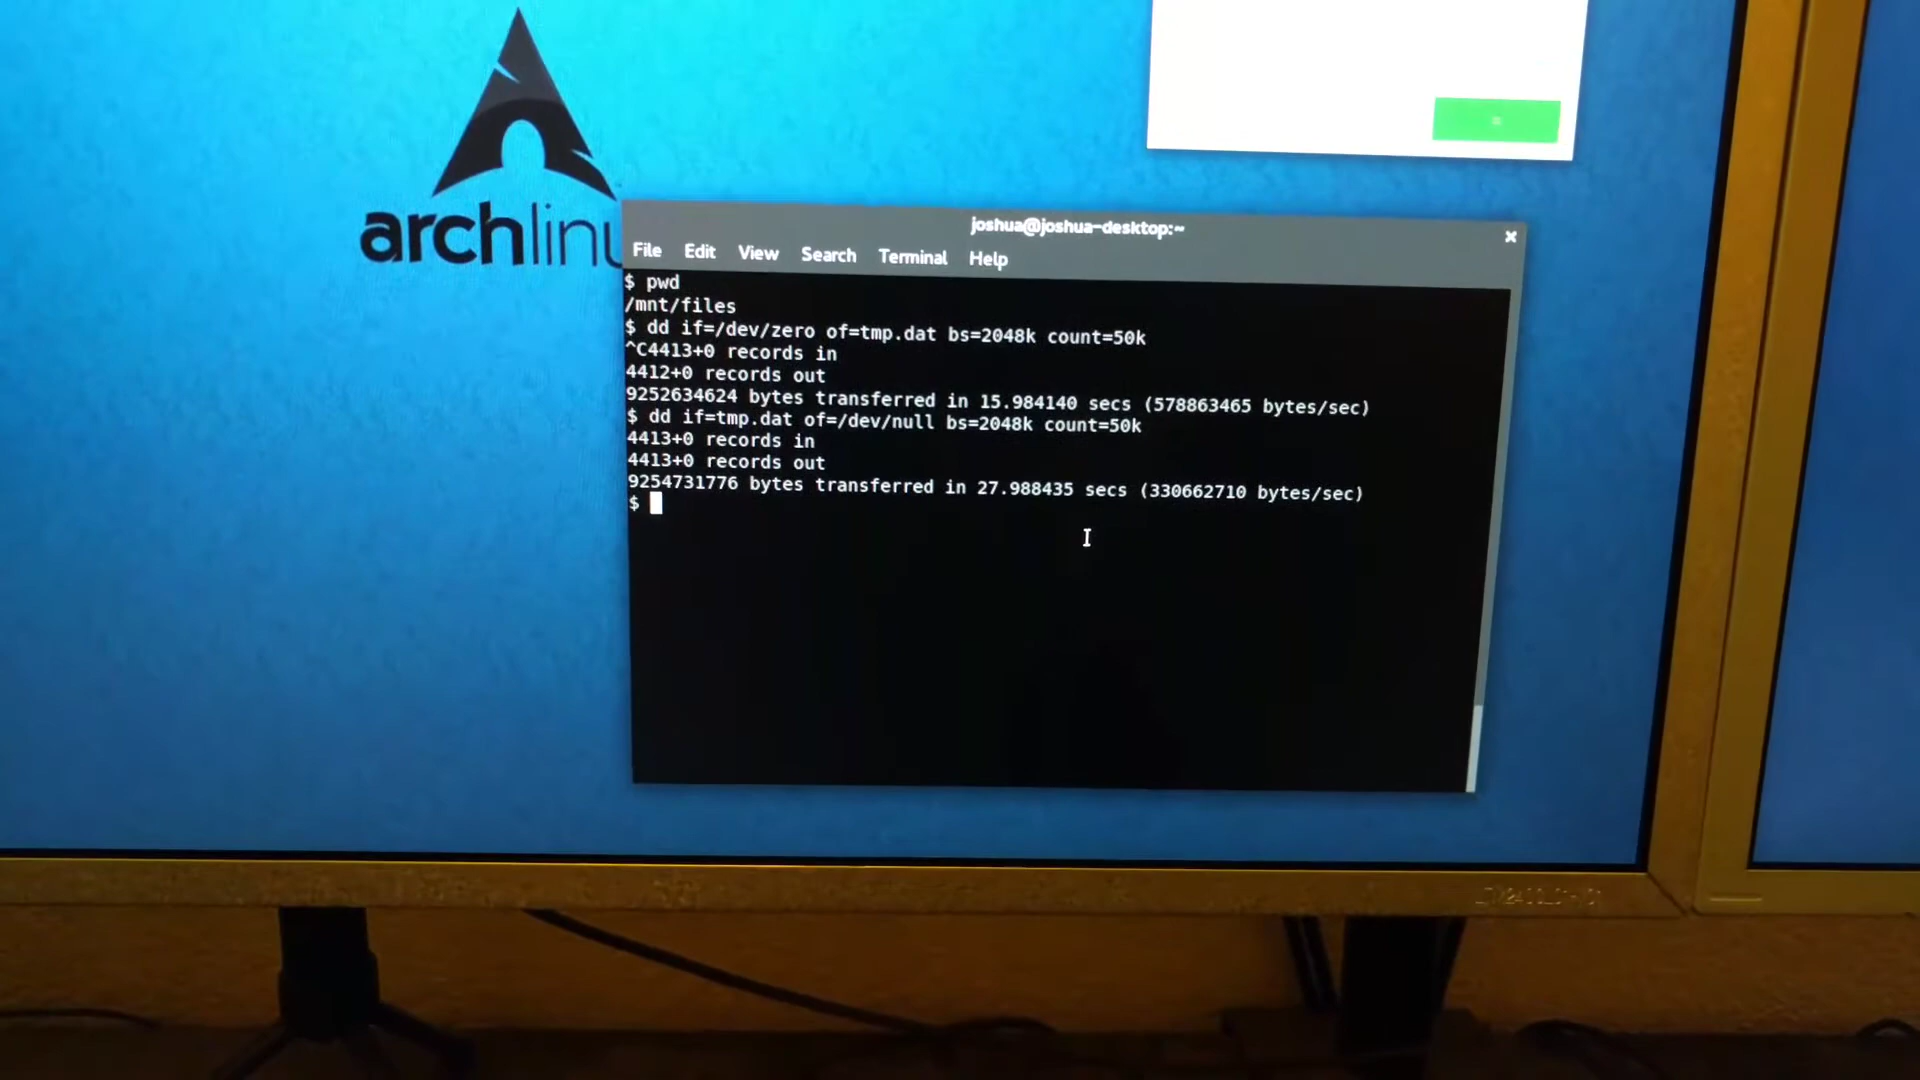 archlinu
joshua@joshua-desktop:~
File Edit View Search Terminal Help
$ pwd
/mnt/files
$ dd if=/dev/zero of=tmp.dat bs=2048k count=50k
^C4413+0 records in
4412+0 records out
9252634624 bytes transferred in 15.984140 secs (578863465 bytes/sec)
$ dd if=tmp.dat of=/dev/null bs=2048k count=50k
4413+0 records in
4413+0 records out
9254731776 bytes transferred in 27.988435 secs (330662710 bytes/sec)
$